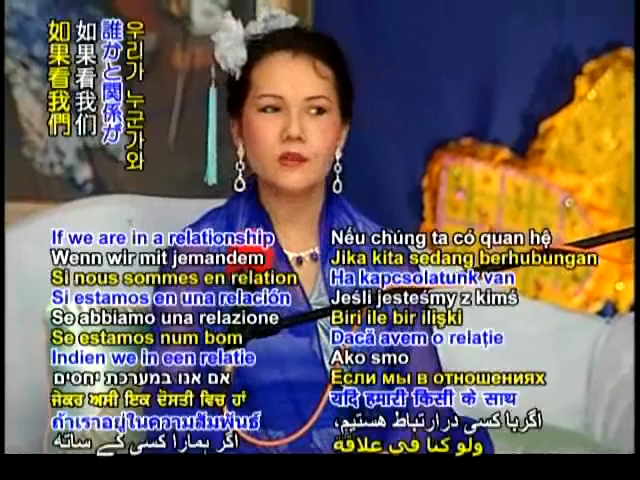 우리가 누군가와
誰かと関係が
如果看我们
如果看我們
If we are in a relationship
Wenn wir mit jemandem
Si nous sommes en relation
Si estamos en una relación
Se abbiamo una relazione
Se estamos num bom
Indien we in een relatie
אם אנו במערכת יחסים
ਜੇਕਰ ਅਸੀ ਇਕ ਦੋਸਤੀ ਵਿਚ ਹਾਂ
ถ้าเราอยู่ในความสัมพันธ์
اگر ہمارا کسی کے ساتھ
Nếu chúng ta có quan hệ
Jika kita sedang berhubungan
Ha kapcsolatunk van
Jeśli jesteśmy z kimś
Biri ile bir ilişki
Dacă avem o relație
Ako smo
Если мы в отношениях
यदि हमारी किसी के साथ
اگربا کسی درارتباط هستیم،
ولو كنا في علاقة